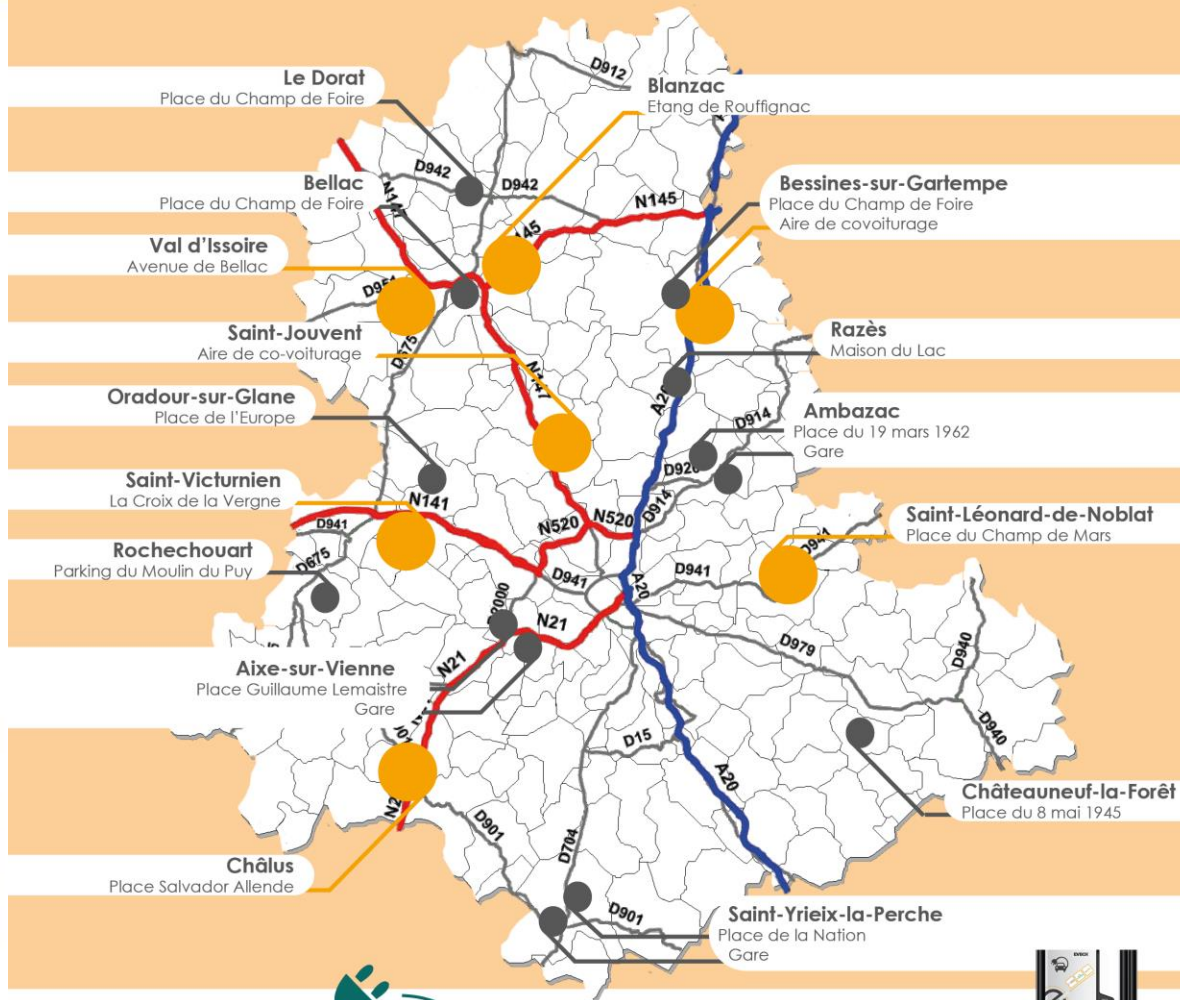 D912
Le Dorat
Place du Champ de Foire
Blanzac
Etang de Rouffignac
D942
D942
N145
Bellac
Place du Champ de Foire
N147
Bessines-sur-Gartempe
Place du Champ de Foire
Aire de covoiturage
Val d'Issoire
Avenue de Bellac
Saint-Jouvent
Aire de co-voiturage
D675
N147
Razès
Maison du Lac
A20
Oradour-sur-Glane
Place de l'Europe
D914
Ambazac
Place du 19 mars 1962
Gare
D920
D914
Saint-Victurnien
La Croix de la Vergne
N141
D941
N520
N520
Saint-Léonard-de-Noblat
Place du Champ de Mars
D941
Rochechouart
Parking du Moulin du Puy
D675
D941
A20
D941
D2000
N21
D979
D940
Aixe-sur-Vienne
Place Guillaume Lemaistre
Gare
N21
D15
D940
A20
Châteauneuf-la-Forêt
Place du 8 mai 1945
D901
D704
Châlus
Place Salvador Allende
D901
Saint-Yrieix-la-Perche
Place de la Nation
Gare